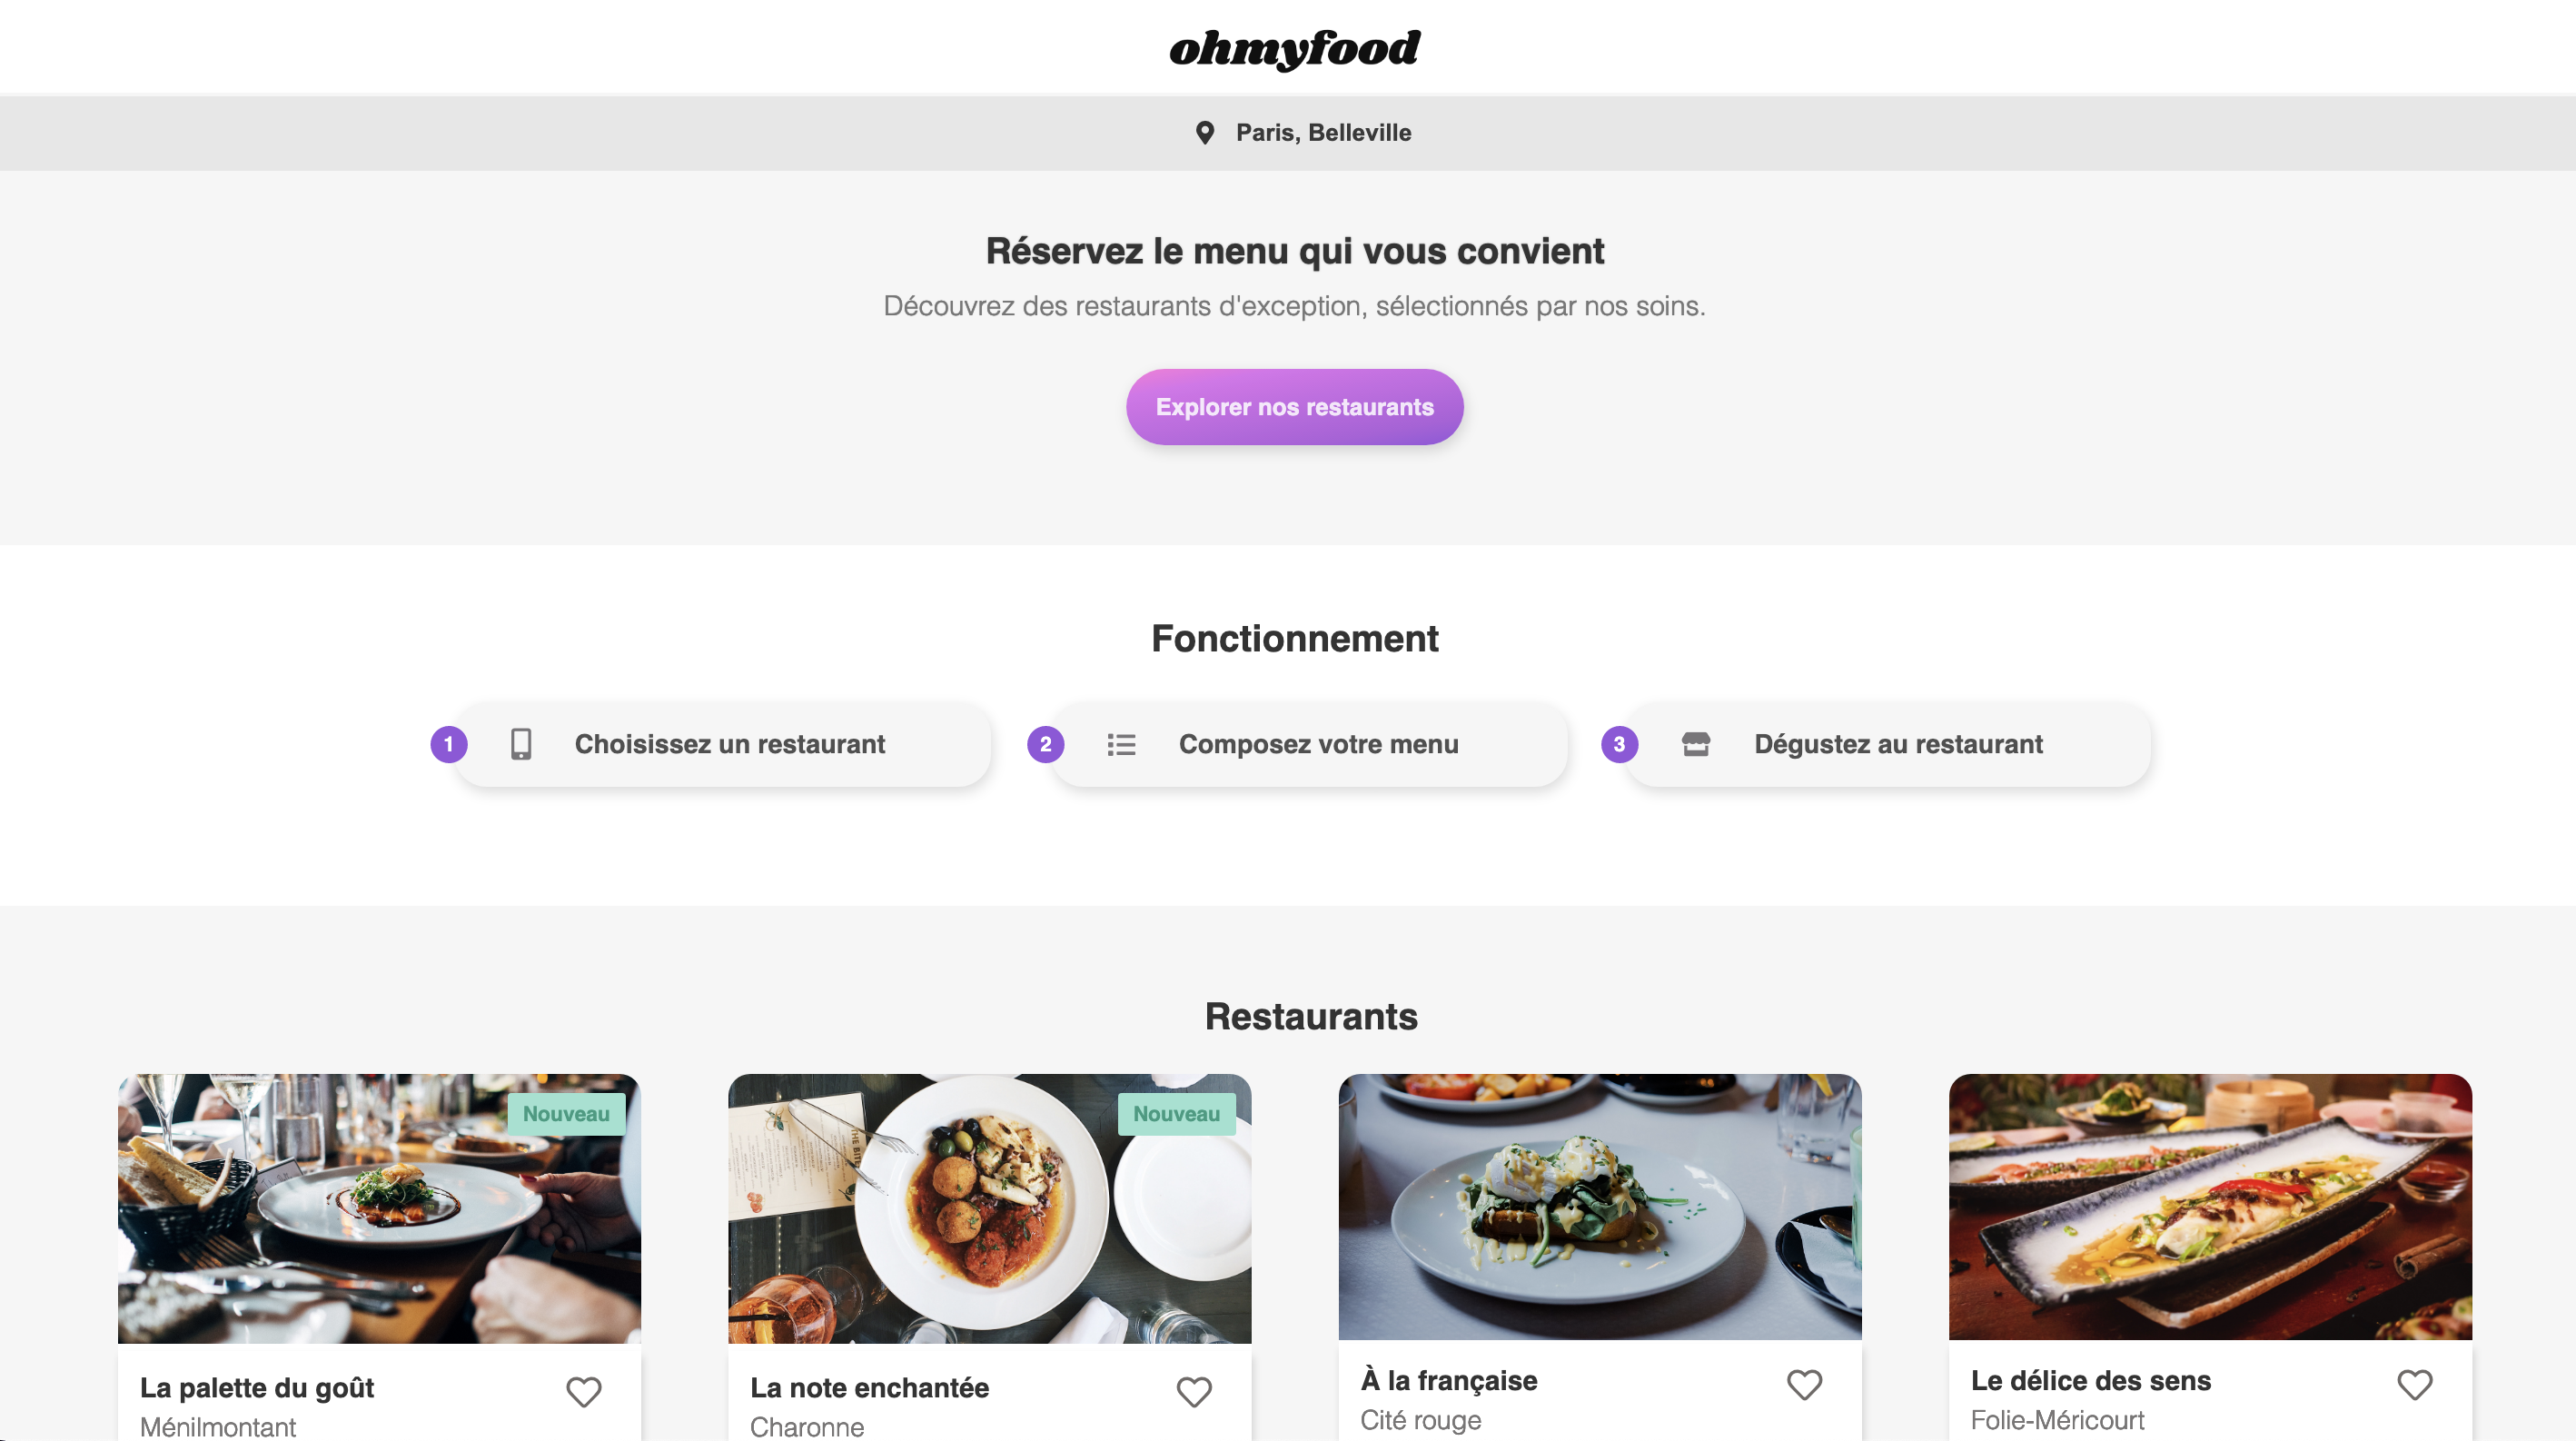 ohmyfood
Paris, Belleville
Réservez le menu qui vous convient
Découvrez des restaurants d'exception, sélectionnés par nos soins.
Explorer nos restaurants
Fonctionnement
1 Choisissez un restaurant
2 Composez votre menu
3 Dégustez au restaurant
Restaurants
Nouveau
La palette du goût
Ménilmontant
Nouveau
La note enchantée
Charonne
À la française
Cité rouge
Le délice des sens
Folie-Méricourt